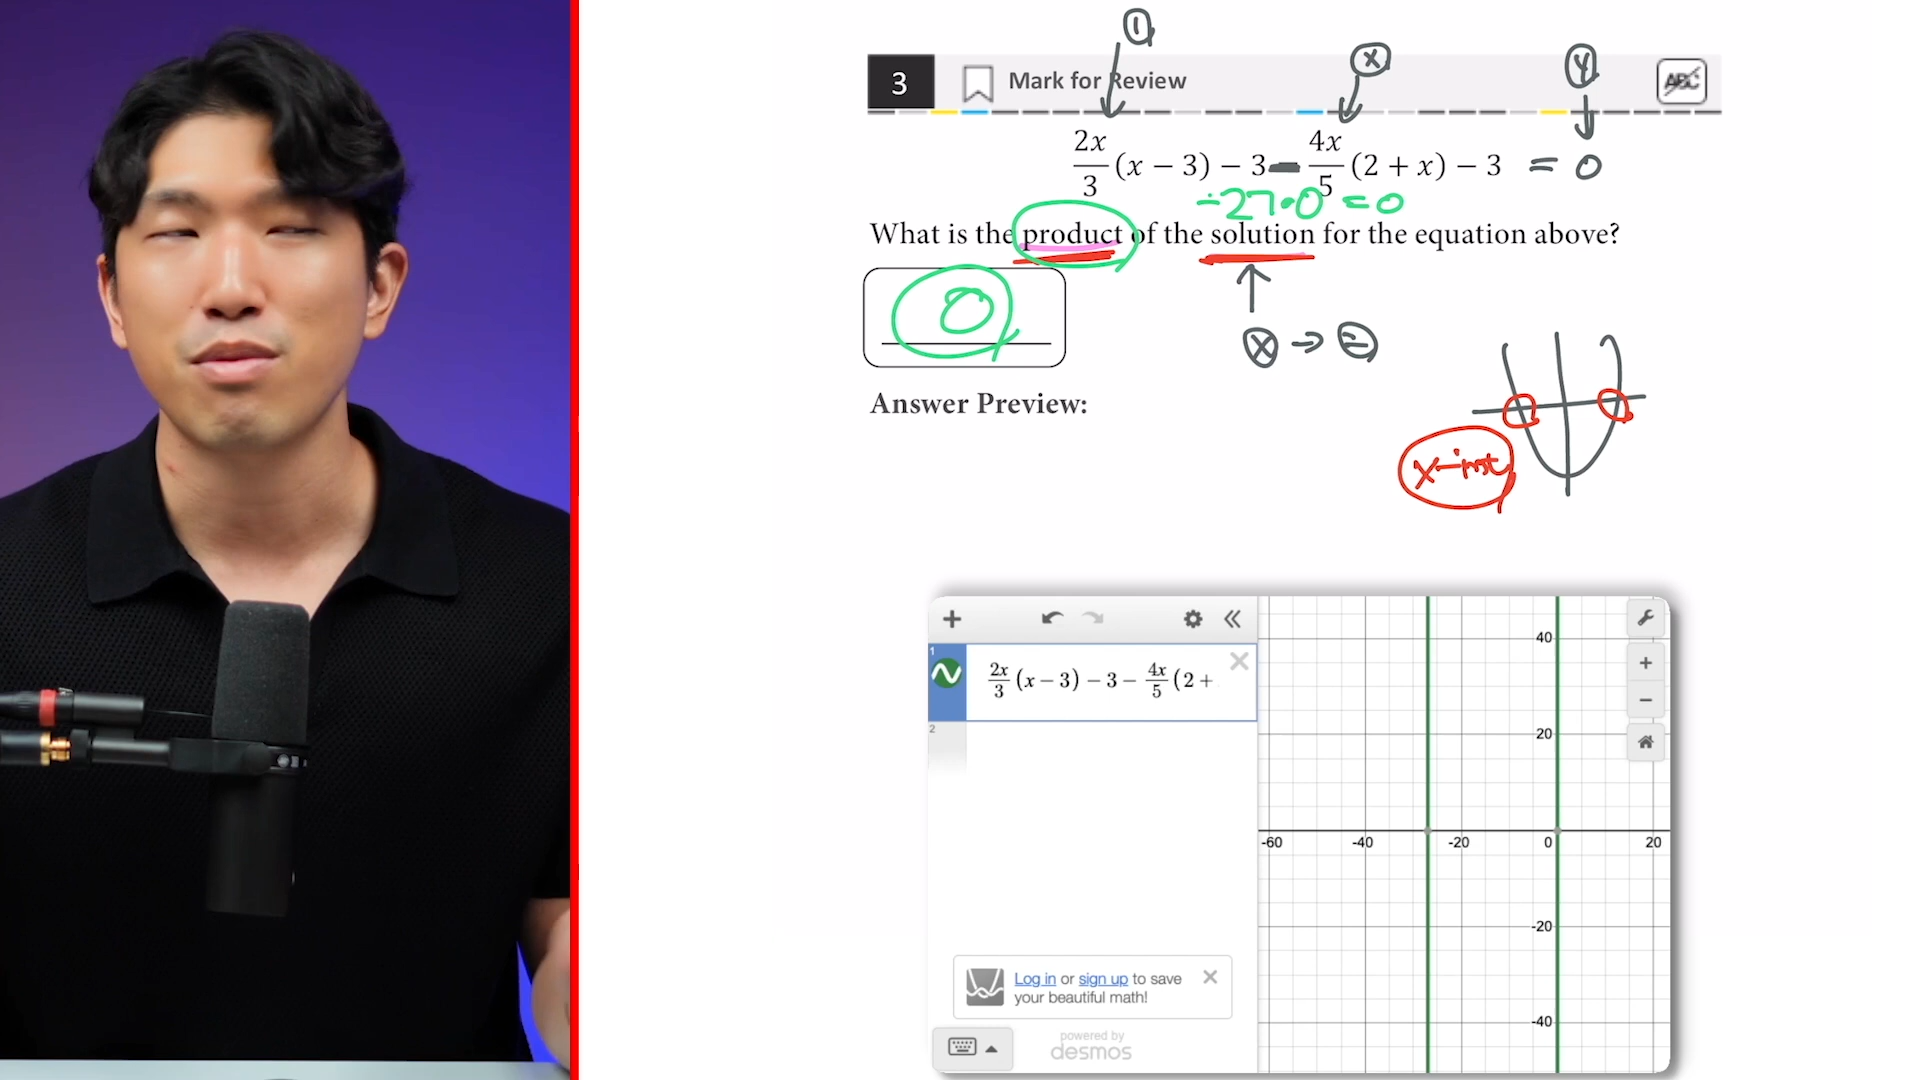 1
3 Mark for Review X Y ABC
2x/3 (x − 3) − 3 − 4x/5 (2 + x) − 3 = 0
-27·0 = 0
What is the product of the solution for the equation above?
0
X → =
Answer Preview:
x-int
1 2x/3 (x − 3) − 3 − 4x/5 (2 +
2
40
20
-60 -40 -20 0 20
-20
-40
Log in or sign up to save
your beautiful math!
powered by
desmos